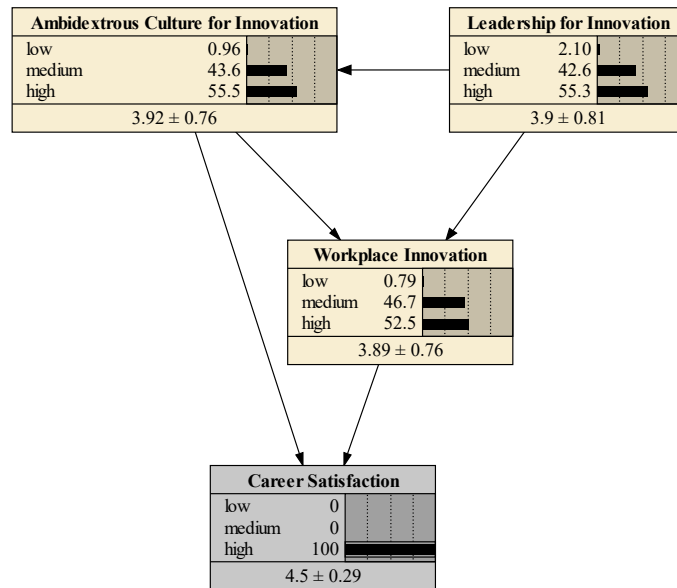 Ambidextrous Culture for Innovation
low 0.96
medium 43.6
high 55.5
3.92 ± 0.76
Leadership for Innovation
low 2.10
medium 42.6
high 55.3
3.9 ± 0.81
Workplace Innovation
low 0.79
medium 46.7
high 52.5
3.89 ± 0.76
Career Satisfaction
low 0
medium 0
high 100
4.5 ± 0.29